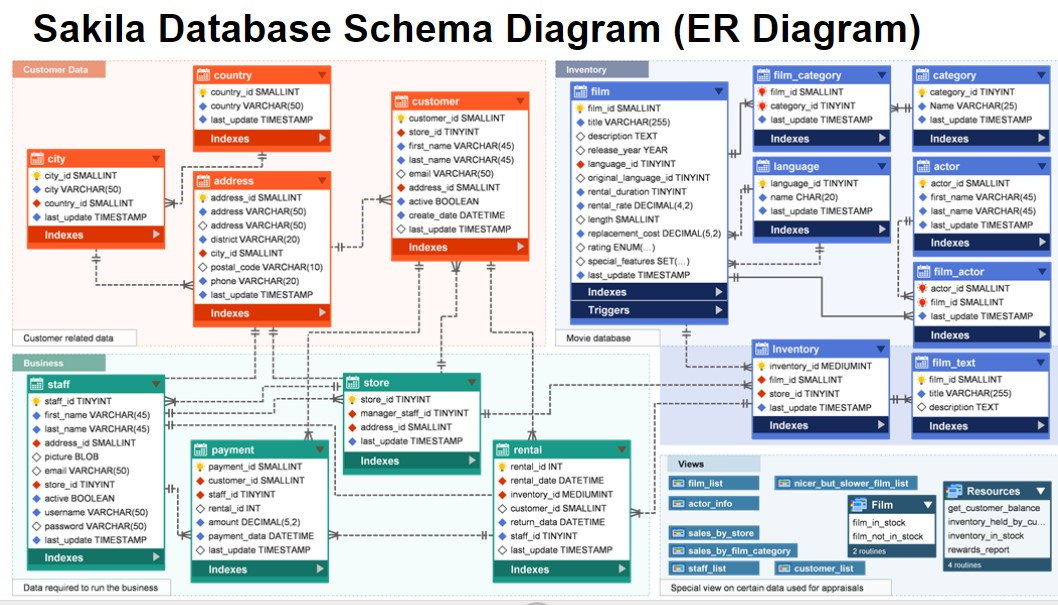 Sakila Database Schema Diagram (ER Diagram)
Customer Data
country
country_id SMALLINT
country VARCHAR(50)
last_update TIMESTAMP
Indexes
city
city_id SMALLINT
city VARCHAR(50)
country_id SMALLINT
last_update TIMESTAMP
Indexes
address
address_id SMALLINT
address VARCHAR(50)
address VARCHAR(50)
district VARCHAR(20)
city_id SMALLINT
postal_code VARCHAR(10)
phone VARCHAR(20)
last_update TIMESTAMP
Indexes
customer
customer_id SMALLINT
store_id TINYINT
first_name VARCHAR(45)
last_name VARCHAR(45)
email VARCHAR(50)
address_id SMALLINT
active BOOLEAN
create_date DATETIME
last_update TIMESTAMP
Indexes
Customer related data
Inventory
film
film_id SMALLINT
title VARCHAR(255)
description TEXT
release_year YEAR
language_id TINYINT
original_language_id TINYINT
rental_duration TINYINT
rental_rate DECIMAL(4,2)
length SMALLINT
replacement_cost DECIMAL(5,2)
rating ENUM(...)
special_features SET(...)
last_update TIMESTAMP
Indexes
Triggers
film_category
film_id SMALLINT
category_id TINYINT
last_update TIMESTAMP
Indexes
category
category_id TINYINT
Name VARCHAR(25)
last_update TIMESTAMP
Indexes
language
language_id TINYINT
name CHAR(20)
last_update TIMESTAMP
Indexes
actor
actor_id SMALLINT
first_name VARCHAR(45)
last_name VARCHAR(45)
last_update TIMESTAMP
Indexes
film_actor
actor_id SMALLINT
film_id SMALLINT
last_update TIMESTAMP
Indexes
Movie database
Inventory
inventory_id MEDIUMINT
film_id SMALLINT
store_id TINYINT
last_update TIMESTAMP
Indexes
film_text
film_id SMALLINT
title VARCHAR(255)
description TEXT
Indexes
Business
staff
staff_id TINYINT
first_name VARCHAR(45)
last_name VARCHAR(45)
address_id SMALLINT
picture BLOB
email VARCHAR(50)
store_id TINYINT
active BOOLEAN
username VARCHAR(50)
password VARCHAR(50)
last_update TIMESTAMP
Indexes
store
store_id TINYINT
manager_staff_id TINYINT
address_id SMALLINT
last_update TIMESTAMP
Indexes
payment
payment_id SMALLINT
customer_id SMALLINT
staff_id TINYINT
rental_id INT
amount DECIMAL(5,2)
payment_data DATETIME
last_update TIMESTAMP
Indexes
rental
rental_id INT
rental_date DATETIME
inventory_id MEDIUMINT
customer_id SMALLINT
return_data DATETIME
staff_id TINYINT
last_update TIMESTAMP
Indexes
Data required to run the business
Views
film_list
nicer_but_slower_film_list
actor_info
sales_by_store
sales_by_film_category
staff_list
customer_list
Film
film_in_stock
film_not_in_stock
2 routines
Resources
get_customer_balance
inventory_held_by_cu...
inventory_in_stock
rewards_report
4 routines
Special view on certain data used for appraisals